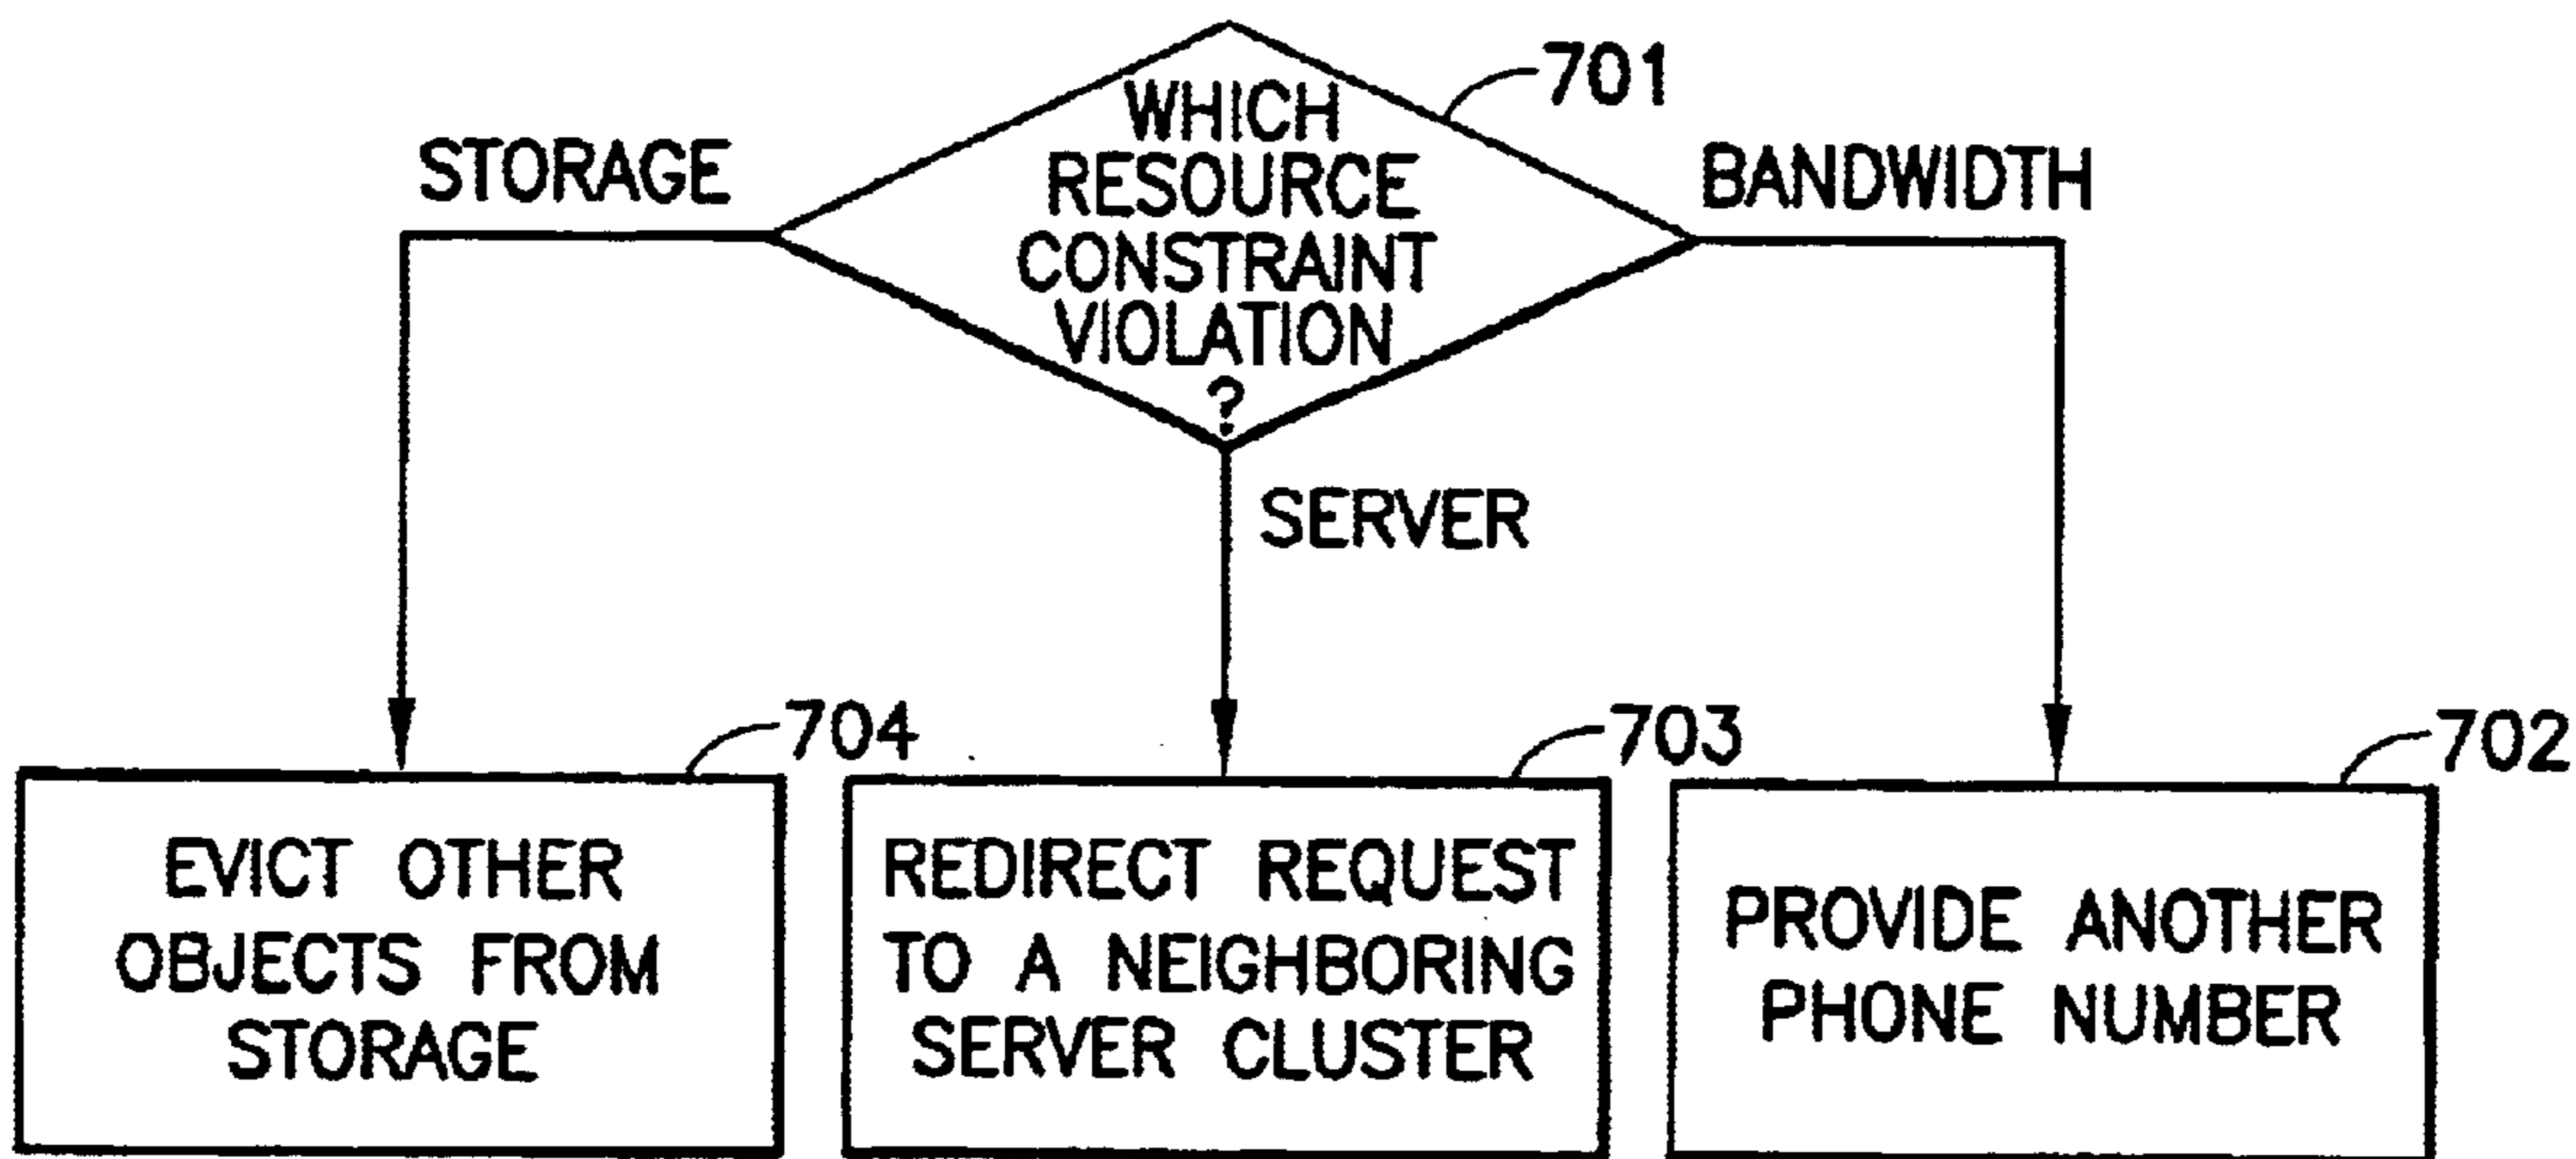 WHICH
RESOURCE
CONSTRAINT
VIOLATION
?
701
STORAGE
BANDWIDTH
SERVER
704
EVICT OTHER
OBJECTS FROM
STORAGE
703
REDIRECT REQUEST
TO A NEIGHBORING
SERVER CLUSTER
702
PROVIDE ANOTHER
PHONE NUMBER